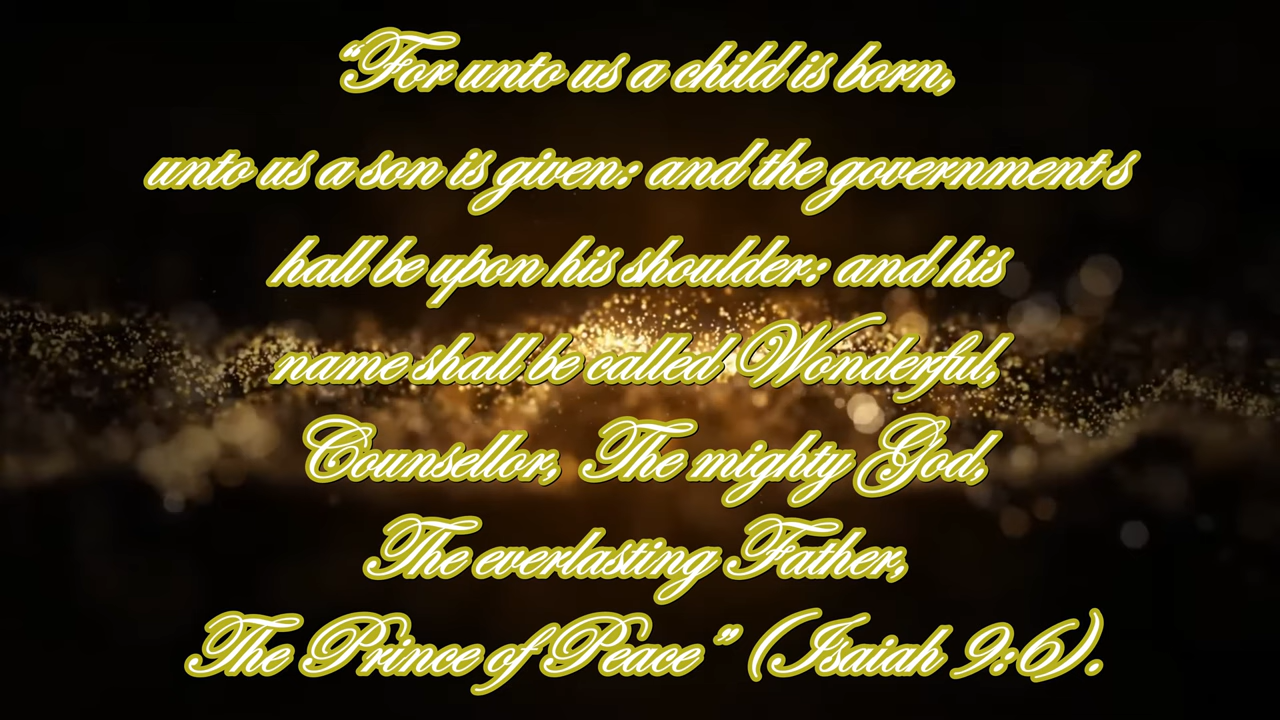 “For unto us a child is born,
unto us a son is given: and the government s
hall be upon his shoulder: and his
name shall be called Wonderful,
Counsellor, The mighty God,
The everlasting Father,
The Prince of Peace” (Isaiah 9:6).